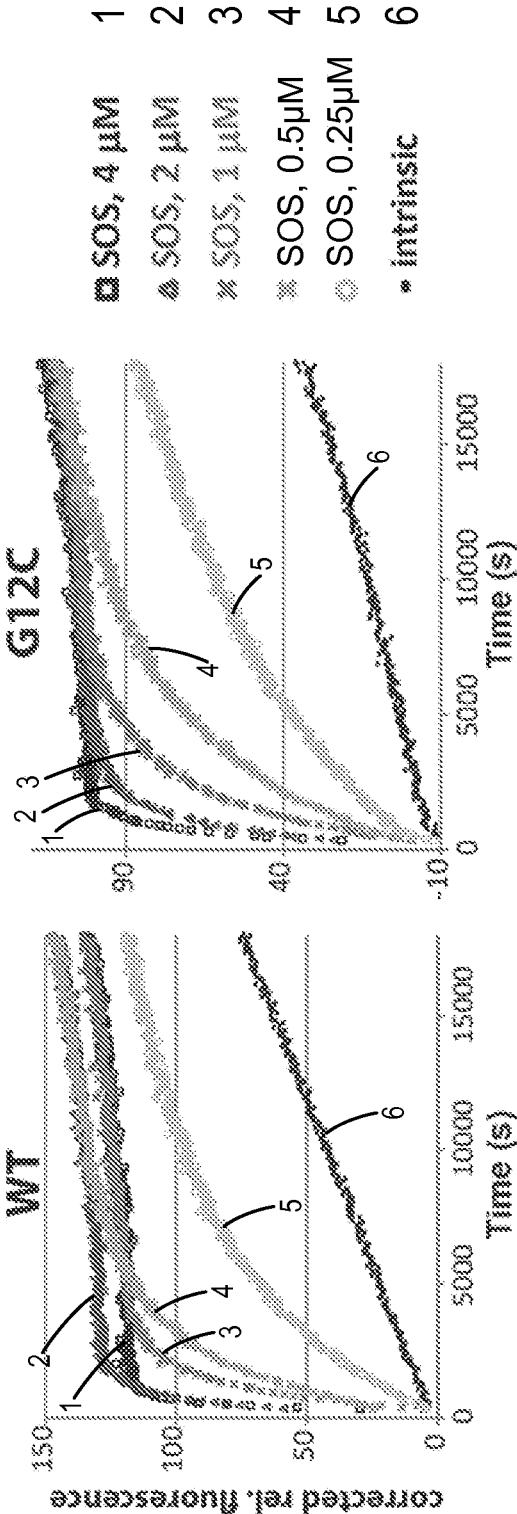 WT
corrected rel. fluorescence
150
100
50
0
0
5000
10000
15000
Time (s)
1
2
3
4
5
6
G12C
90
40
-10
0
5000
10000
15000
Time (s)
1
2
3
4
5
6
SOS, 4 µM 1
SOS, 2 µM 2
SOS, 1 µM 3
SOS, 0.5µM 4
SOS, 0.25µM 5
intrinsic 6